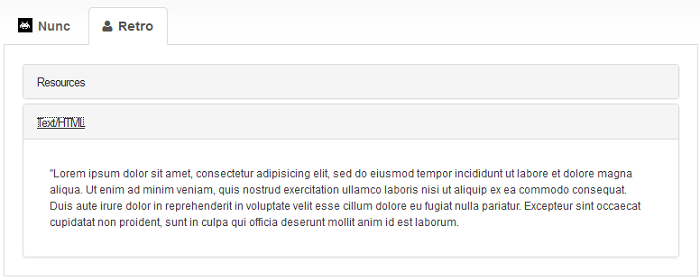 Nunc
Retro
Resources
Text/HTML
"Lorem ipsum dolor sit amet, consectetur adipisicing elit, sed do eiusmod tempor incididunt ut labore et dolore magna
aliqua. Ut enim ad minim veniam, quis nostrud exercitation ullamco laboris nisi ut aliquip ex ea commodo consequat.
Duis aute irure dolor in reprehenderit in voluptate velit esse cillum dolore eu fugiat nulla pariatur. Excepteur sint occaecat
cupidatat non proident, sunt in culpa qui officia deserunt mollit anim id est laborum.